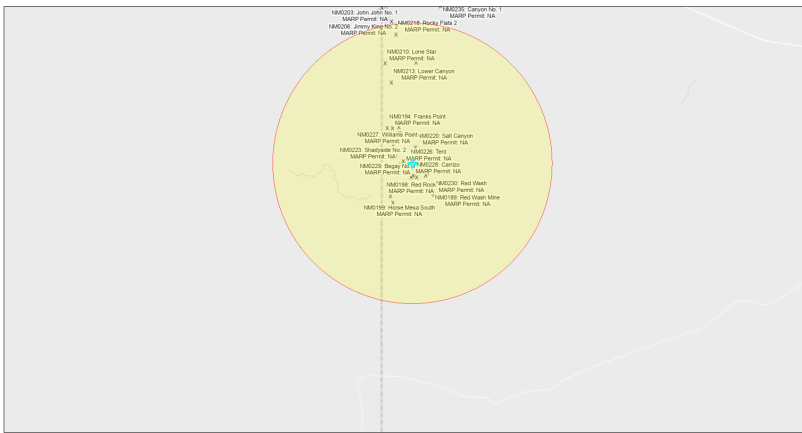 NM0203: John John No. 1
MARP Permit: NA
NM0235: Canyon No. 1
MARP Permit: NA
NM0218: Rocky Flats 2
MARP Permit: NA
NM0206: Jimmy King No. 2
MARP Permit: NA
NM0210: Lone Star
MARP Permit: NA
NM0213: Lower Canyon
MARP Permit: NA
NM0194: Franks Point
MARP Permit: NA
NM0227: Williams Point
MARP Permit: NA
NM0220: Salt Canyon
MARP Permit: NA
NM0223: Shadyside No. 2
MARP Permit: NA
NM0226: Tent
MARP Permit: NA
NM0229: Begay No.
MARP Permit: NA
NM0228: Carrizo
MARP Permit: NA
NM0198: Red Rock
MARP Permit: NA
NM0230: Red Wash
MARP Permit: NA
NM0189: Red Wash Mine
MARP Permit: NA
NM0199: Horse Mesa South
MARP Permit: NA